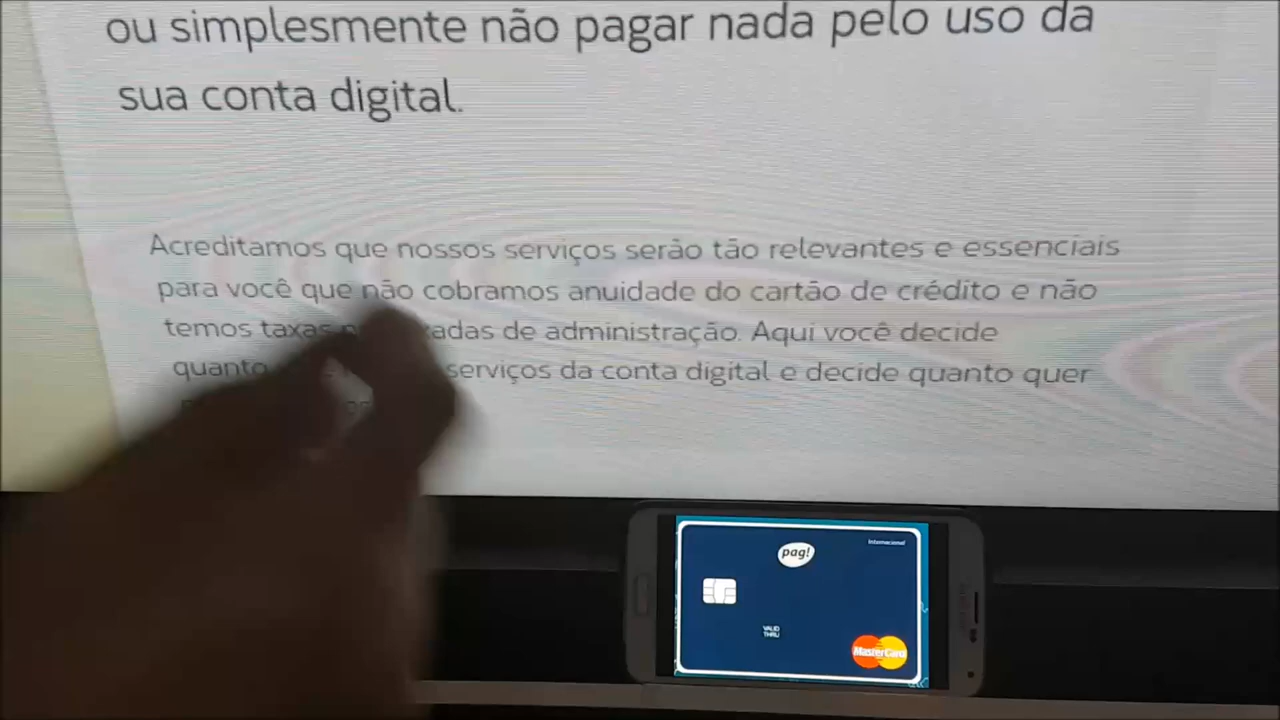 ou simplesmente não pagar nada pelo uso da
sua conta digital.
Acreditamos que nossos serviços serão tão relevantes e essenciais
para você que não cobramos anuidade do cartão de crédito e não
temos taxas de administração. Aqui você decide
quanto serviços da conta digital e decide quanto quer
pag!
Internacional
VALID
THRU
MasterCard